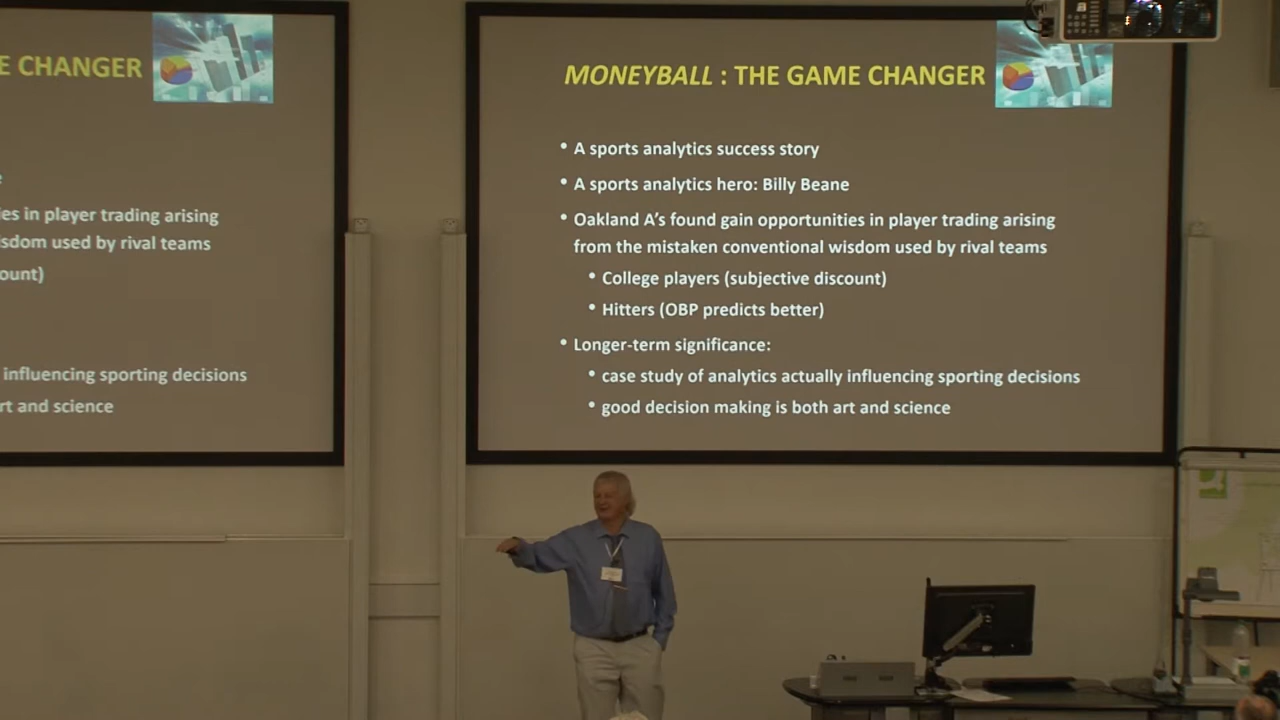 E CHANGER
es in player trading arising
isdom used by rival teams
ount)
influencing sporting decisions
rt and science
MONEYBALL : THE GAME CHANGER
• A sports analytics success story
• A sports analytics hero: Billy Beane
• Oakland A's found gain opportunities in player trading arising
from the mistaken conventional wisdom used by rival teams
• College players (subjective discount)
• Hitters (OBP predicts better)
• Longer-term significance:
• case study of analytics actually influencing sporting decisions
• good decision making is both art and science